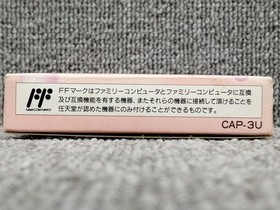 FFマークはファミリーコンピュータとファミリーコンピュータに互換
及び互換機能を有する機器、またそれらの機器に接続して頂けることを
任天堂が認めた機器にのみ付けることができるものです。
CAP-3U